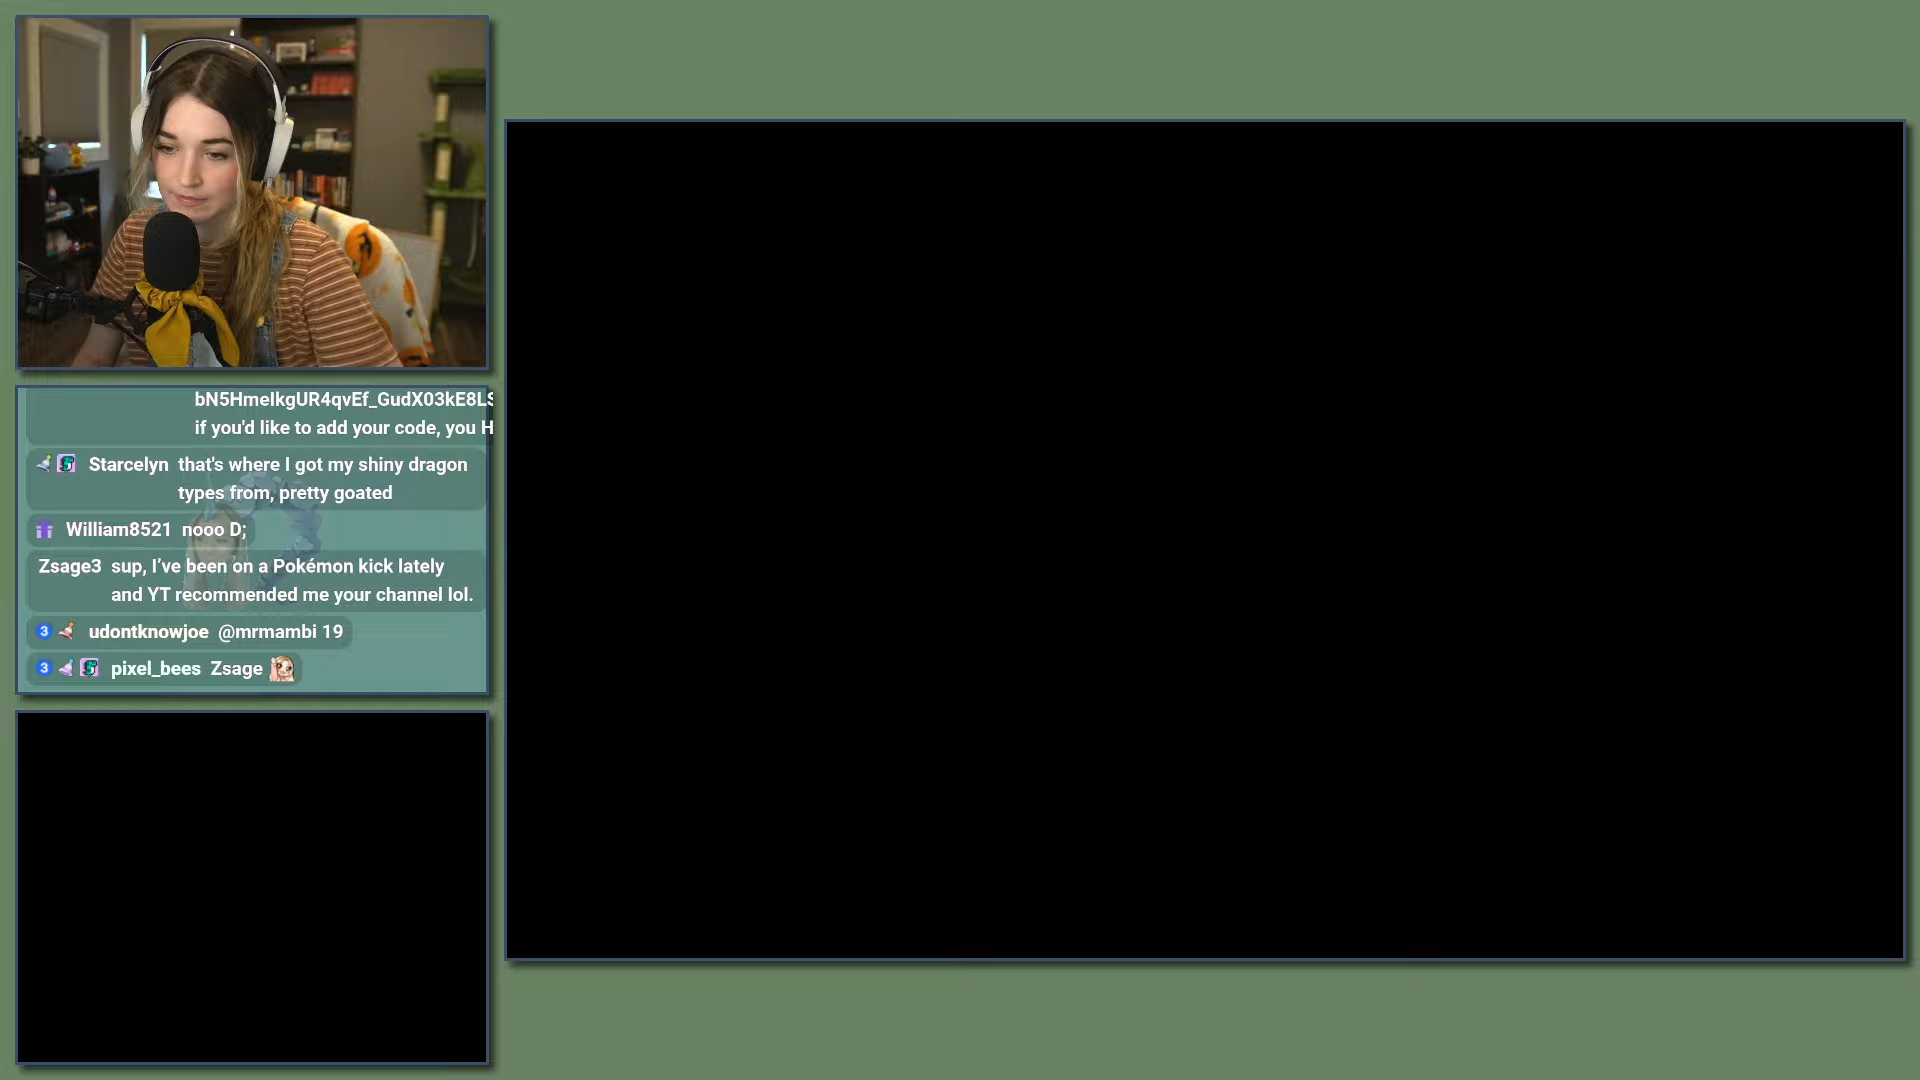 bN5HmeIkgUR4qvEf_GudX03kE8LS
if you'd like to add your code, you H
Starcelyn that's where I got my shiny dragon
types from, pretty goated
William8521 nooo D;
Zsage3 sup, I've been on a Pokémon kick lately
and YT recommended me your channel lol.
3 udontknowjoe @mrmambi 19
3 pixel_bees Zsage